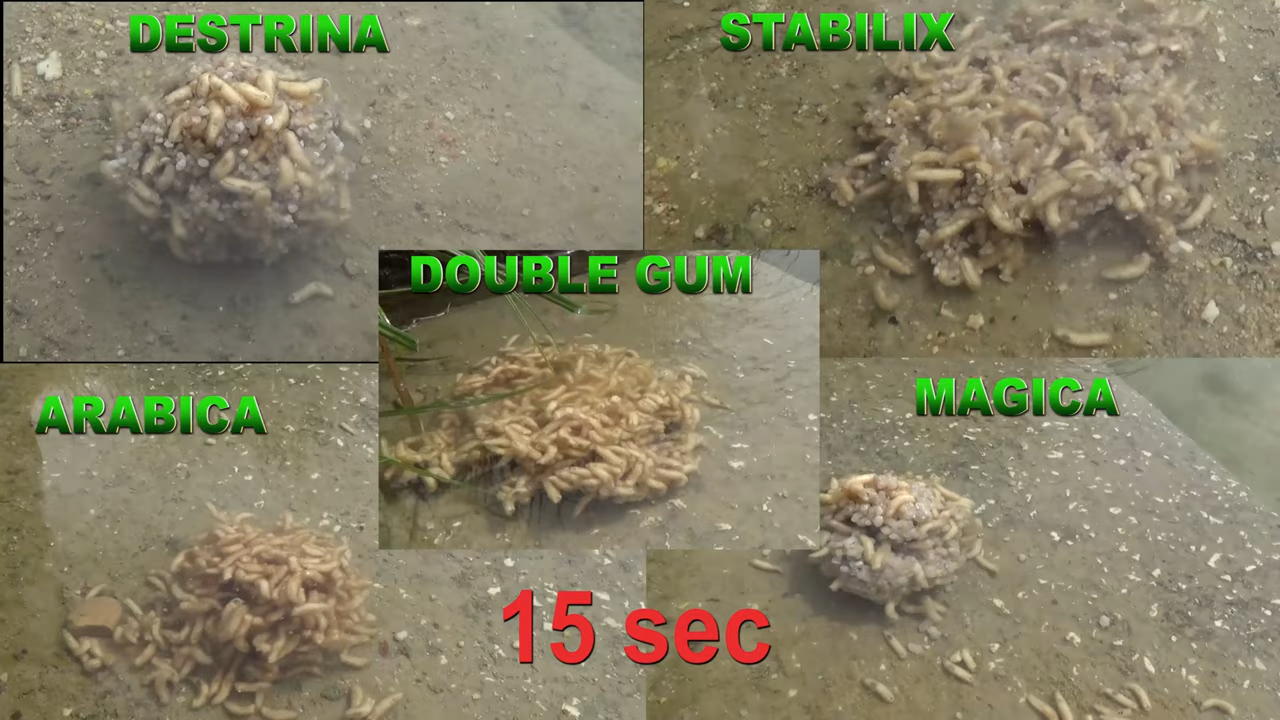 DESTRINA
STABILIX
DOUBLE GUM
ARABICA
MAGICA
15 sec